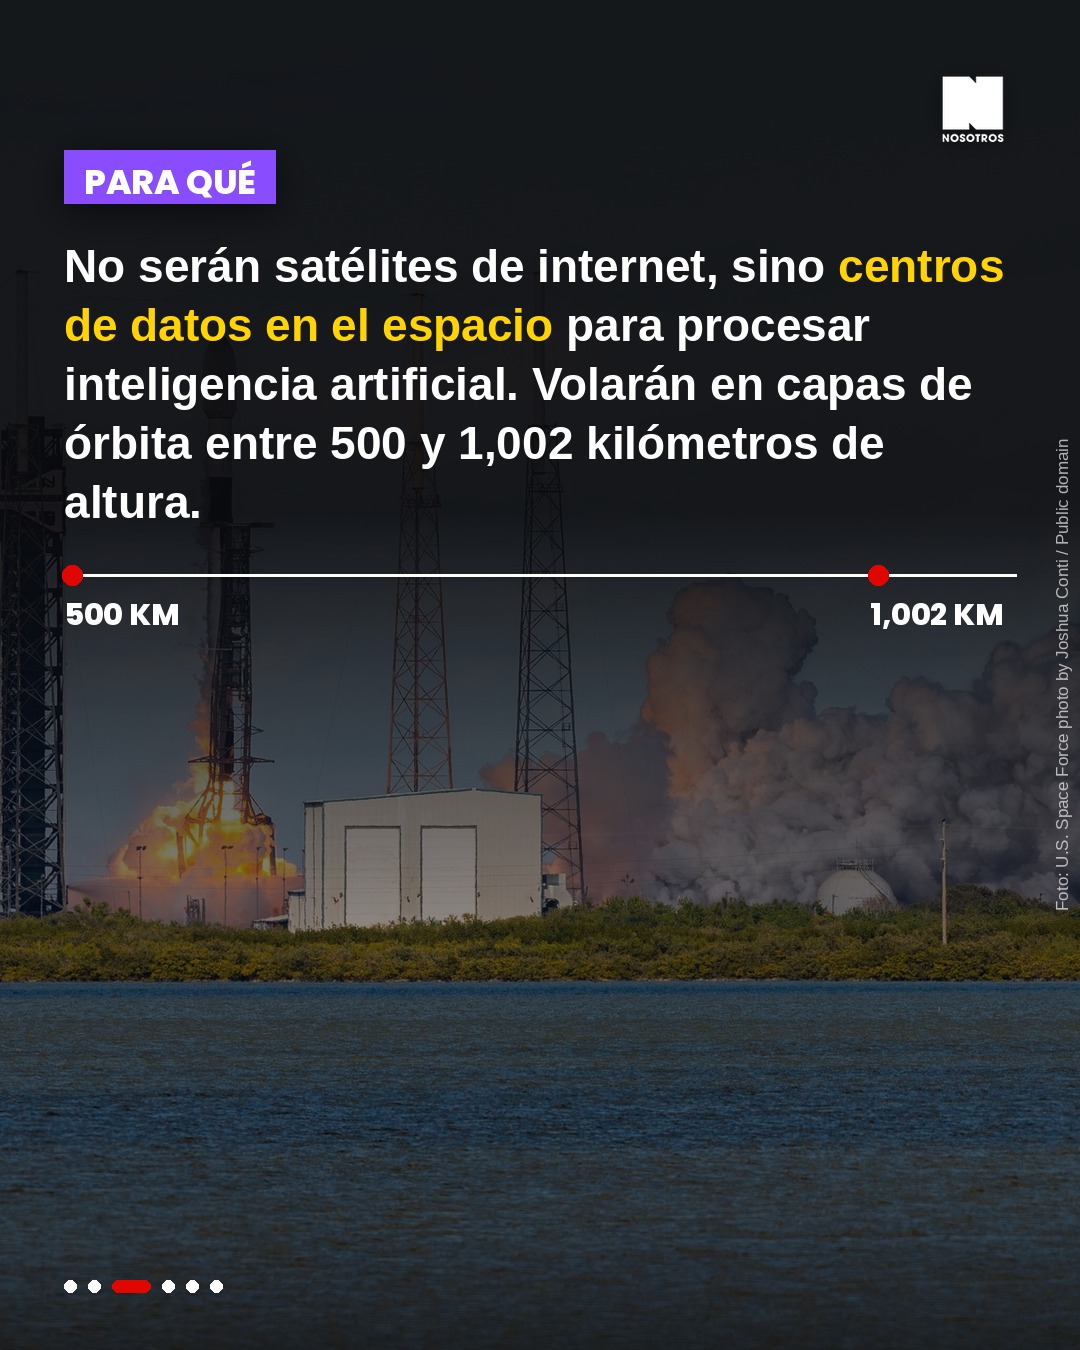 NOSOTROS
PARA QUÉ
No serán satélites de internet, sino centros
de datos en el espacio para procesar
inteligencia artificial. Volarán en capas de
órbita entre 500 y 1,002 kilómetros de
altura.
500 KM
1,002 KM
Foto: U.S. Space Force photo by Joshua Conti / Public domain